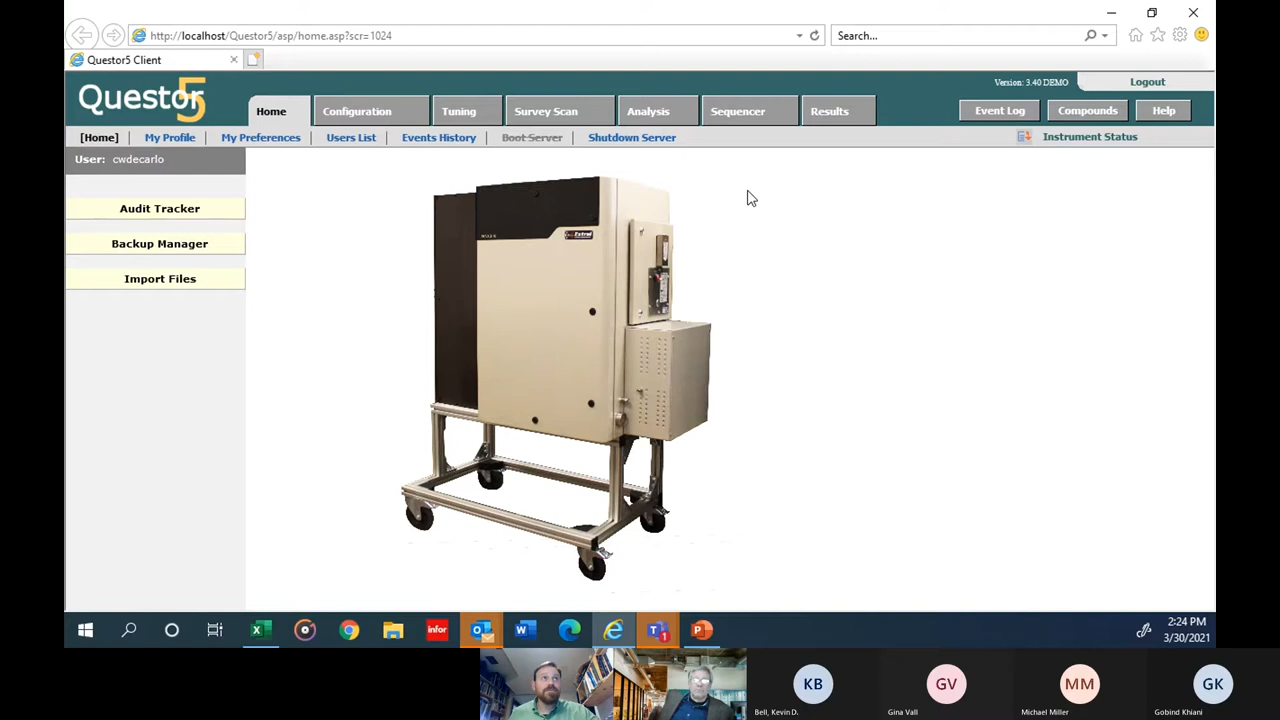 http://localhost/Questor5/asp/home.asp?scr=1024
Search...
Questor5 Client
Questor5
Version: 3.40 DEMO
Logout
Home
Configuration
Tuning
Survey Scan
Analysis
Sequencer
Results
Event Log
Compounds
Help
[Home]
My Profile
My Preferences
Users List
Events History
Boot Server
Shutdown Server
Instrument Status
User: cwdecarlo
Audit Tracker
Backup Manager
Import Files
Extrel
infor
2:24 PM
3/30/2021
KB
GV
MM
GK
Bell, Kevin D.
Gina Vall
Michael Miller
Gobind Khiani